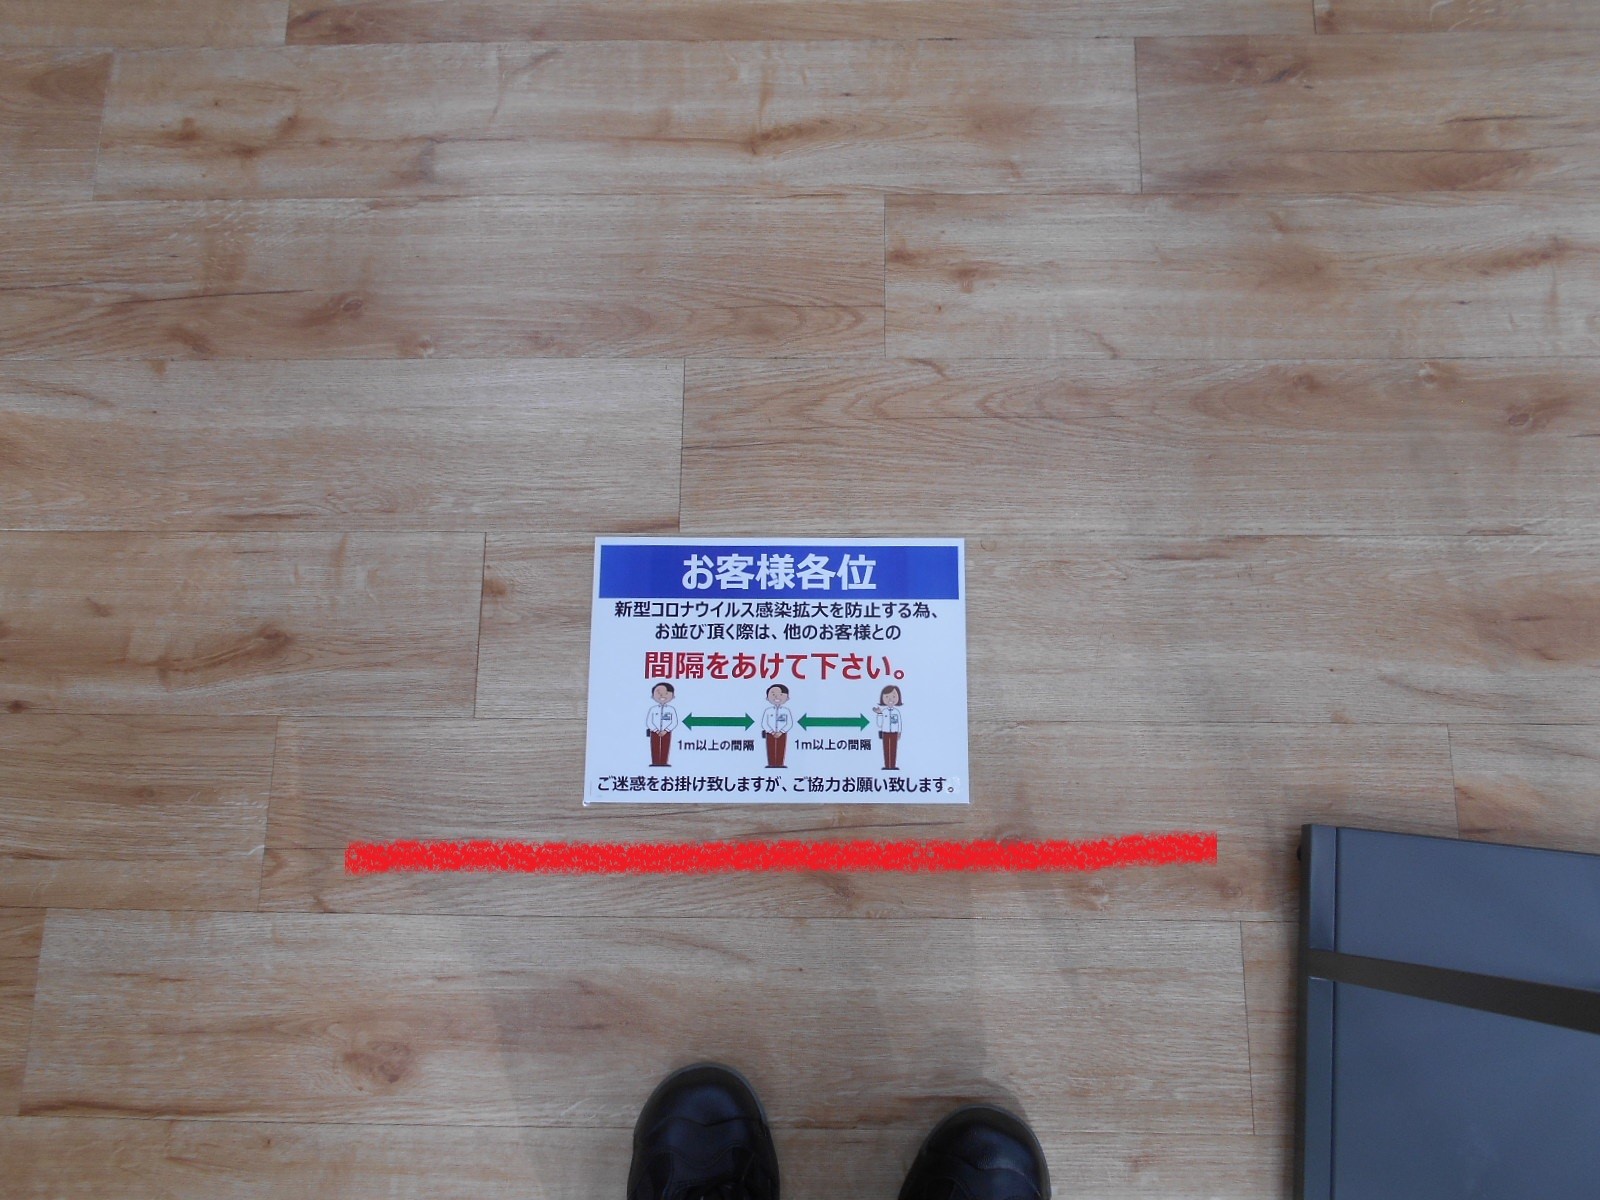 お客様各位
新型コロナウイルス感染拡大を防止する為、
お並び頂く際は、他のお客様との
間隔をあけて下さい。
1m以上の間隔 1m以上の間隔
ご迷惑をお掛け致しますが、ご協力お願い致します。